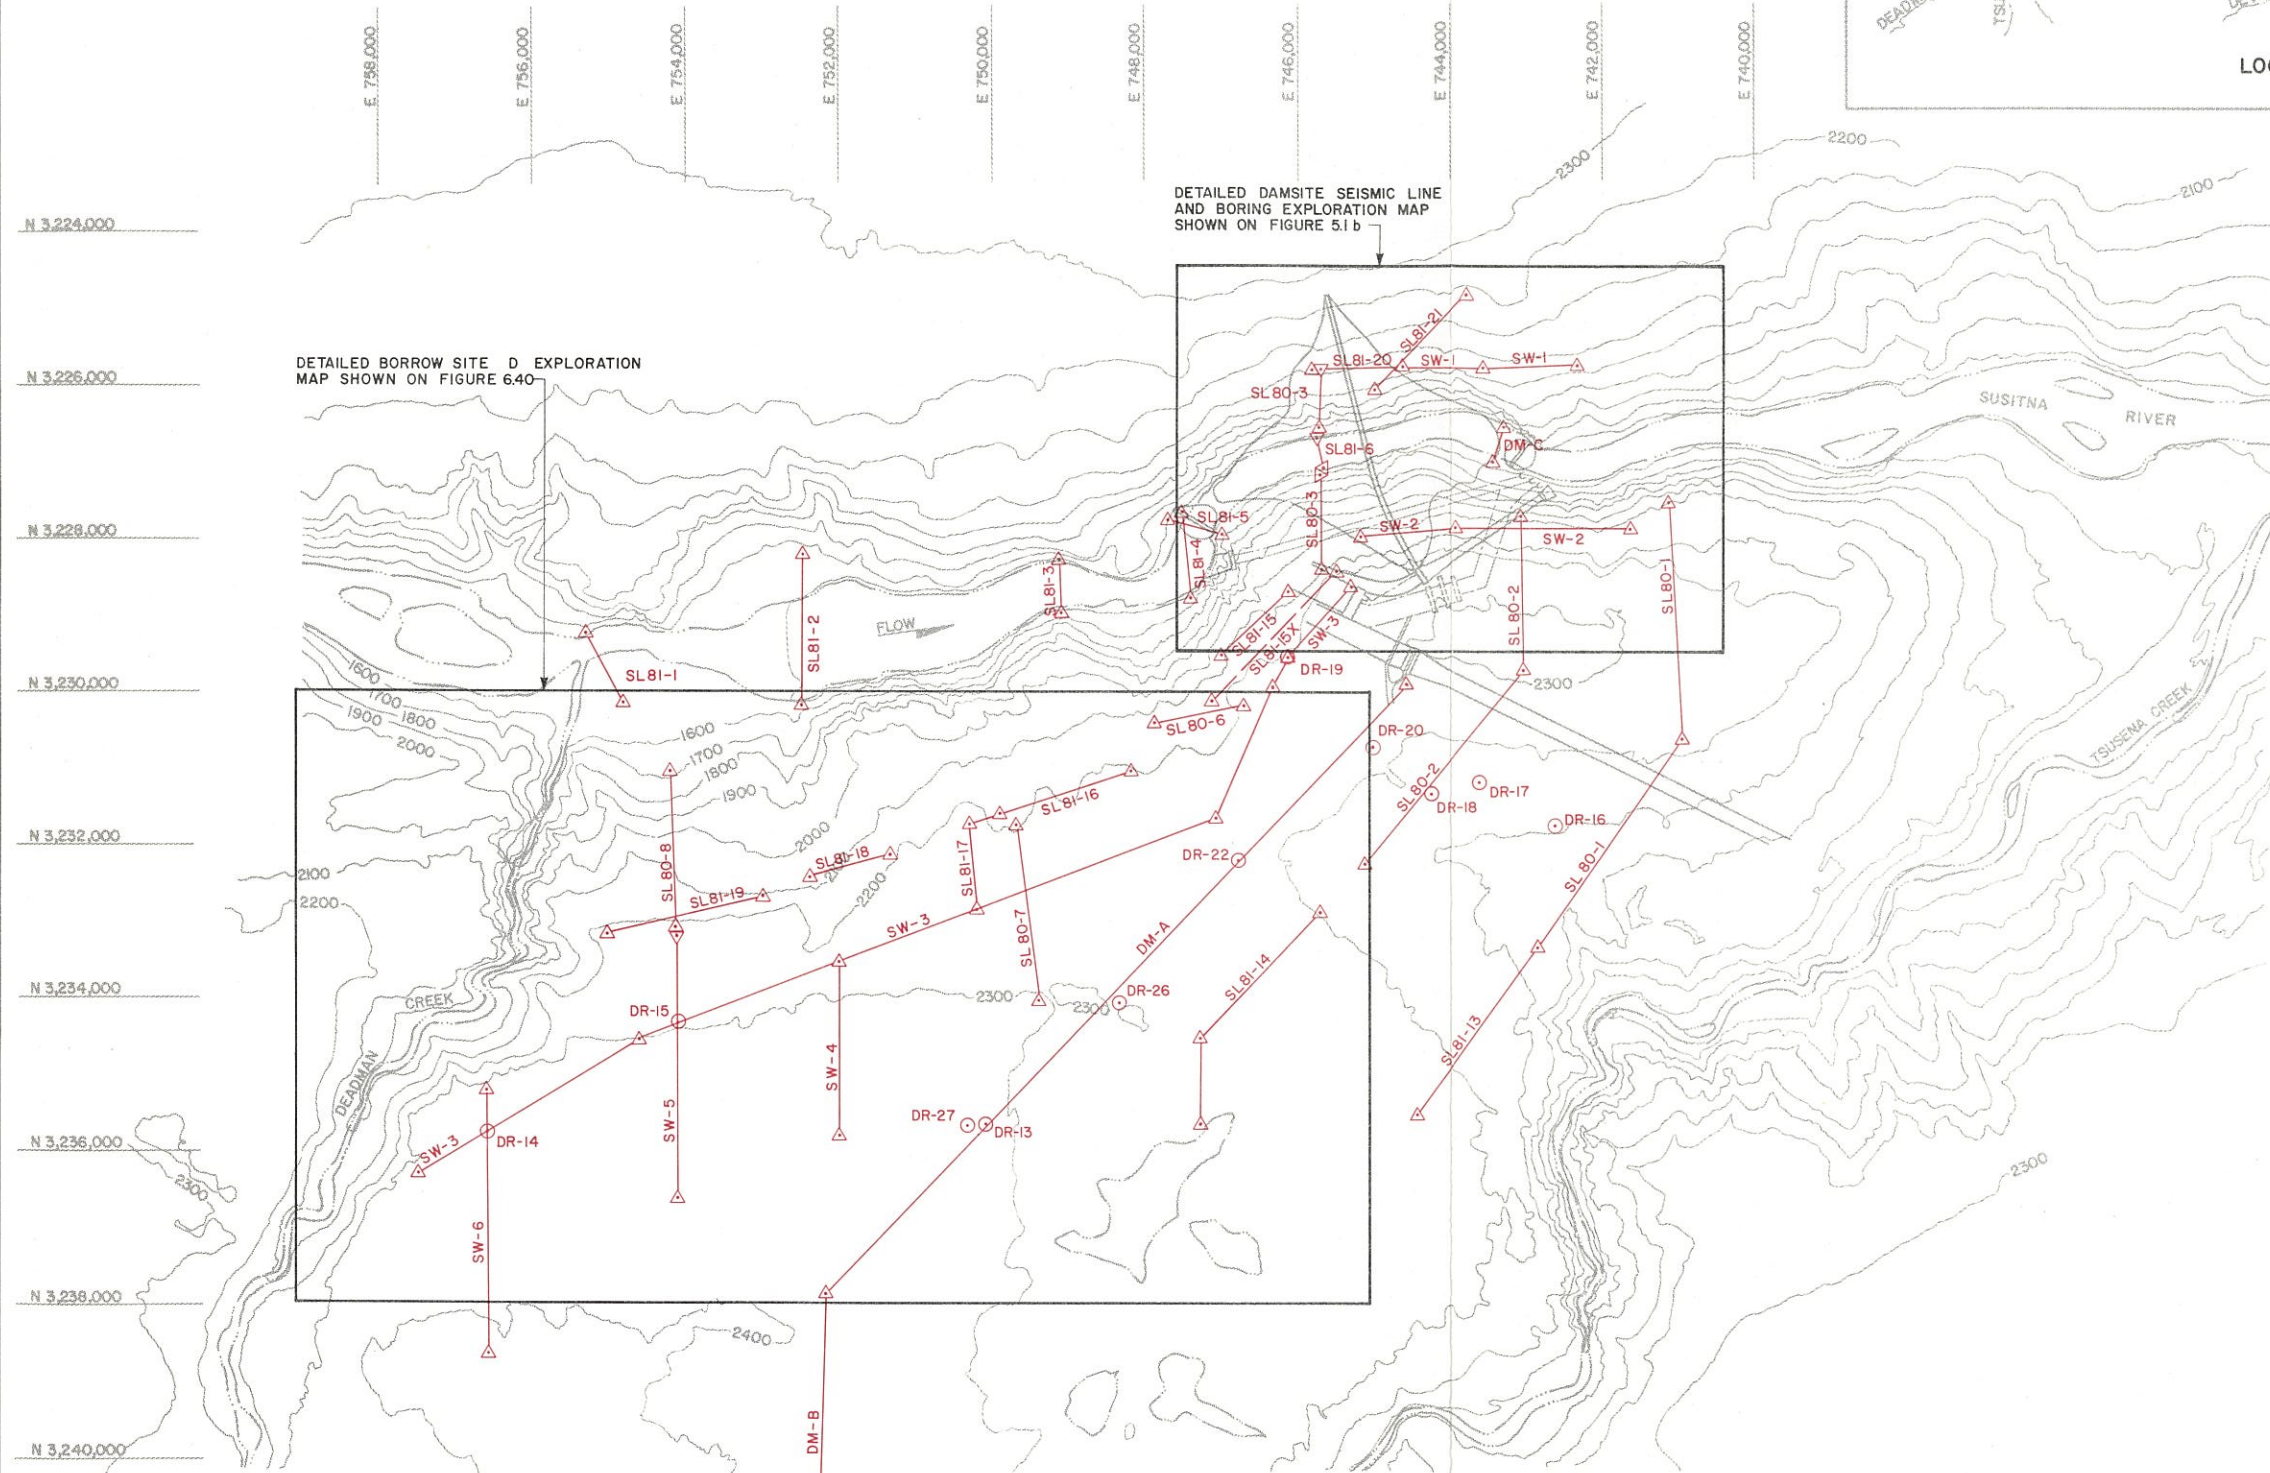 E 758,000
E 756,000
E 754,000
E 752,000
E 750,000
E 748,000
E 746,000
E 744,000
E 742,000
E 740,000
LOC
2200
2300
2100
N 3,224,000
DETAILED DAMSITE SEISMIC LINE
AND BORING EXPLORATION MAP
SHOWN ON FIGURE 5.1 b
SL81-21
DETAILED BORROW SITE D EXPLORATION
MAP SHOWN ON FIGURE 6.40
SL81-20
SW-1
SW-1
N 3,226,000
SL80-3
SUSITNA
RIVER
SL81-6
DM-C
SL80-3
SL81-5
SW-2
SW-2
N 3,228,000
SL81-4
SL81-3
SL80-1
SL80-2
FLOW
SL81-2
SL81-15
SL81-15X
SW-3
DR-19
1600
SL81-1
2300
N 3,230,000
1700
1800
1900
2000
1600
SL80-6
DR-20
TSUSENA CREEK
1700
1800
1900
SL80-2
DR-17
DR-18
SL81-16
DR-16
N 3,232,000
2000
SL80-8
SL81-18
2100
SL81-17
DR-22
2100
SL80-1
2200
SL81-19
2200
SW-3
SL80-7
DM-A
SL81-14
N 3,234,000
CREEK
DR-15
2300
2300
DR-26
SW-4
SL81-13
DEADMAN
SW-5
DR-27
DR-13
N 3,236,000
SW-3
DR-14
2300
2300
SW-6
N 3,238,000
2400
DM-B
N 3,240,000